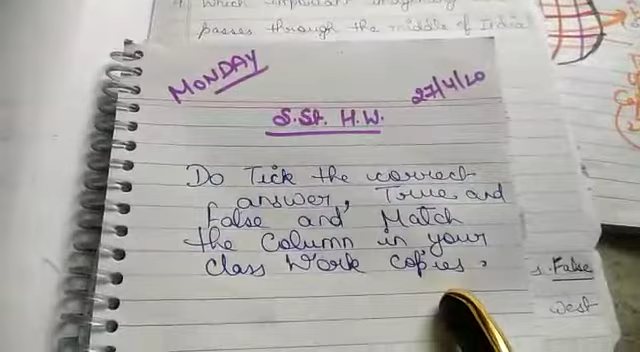 passes through the middle of India
MONDAY
27/4/20
S.St. H.W.
Do Tick the correct
answer, True and
False and Match
the Column in your
class Work copies.
s. False
west